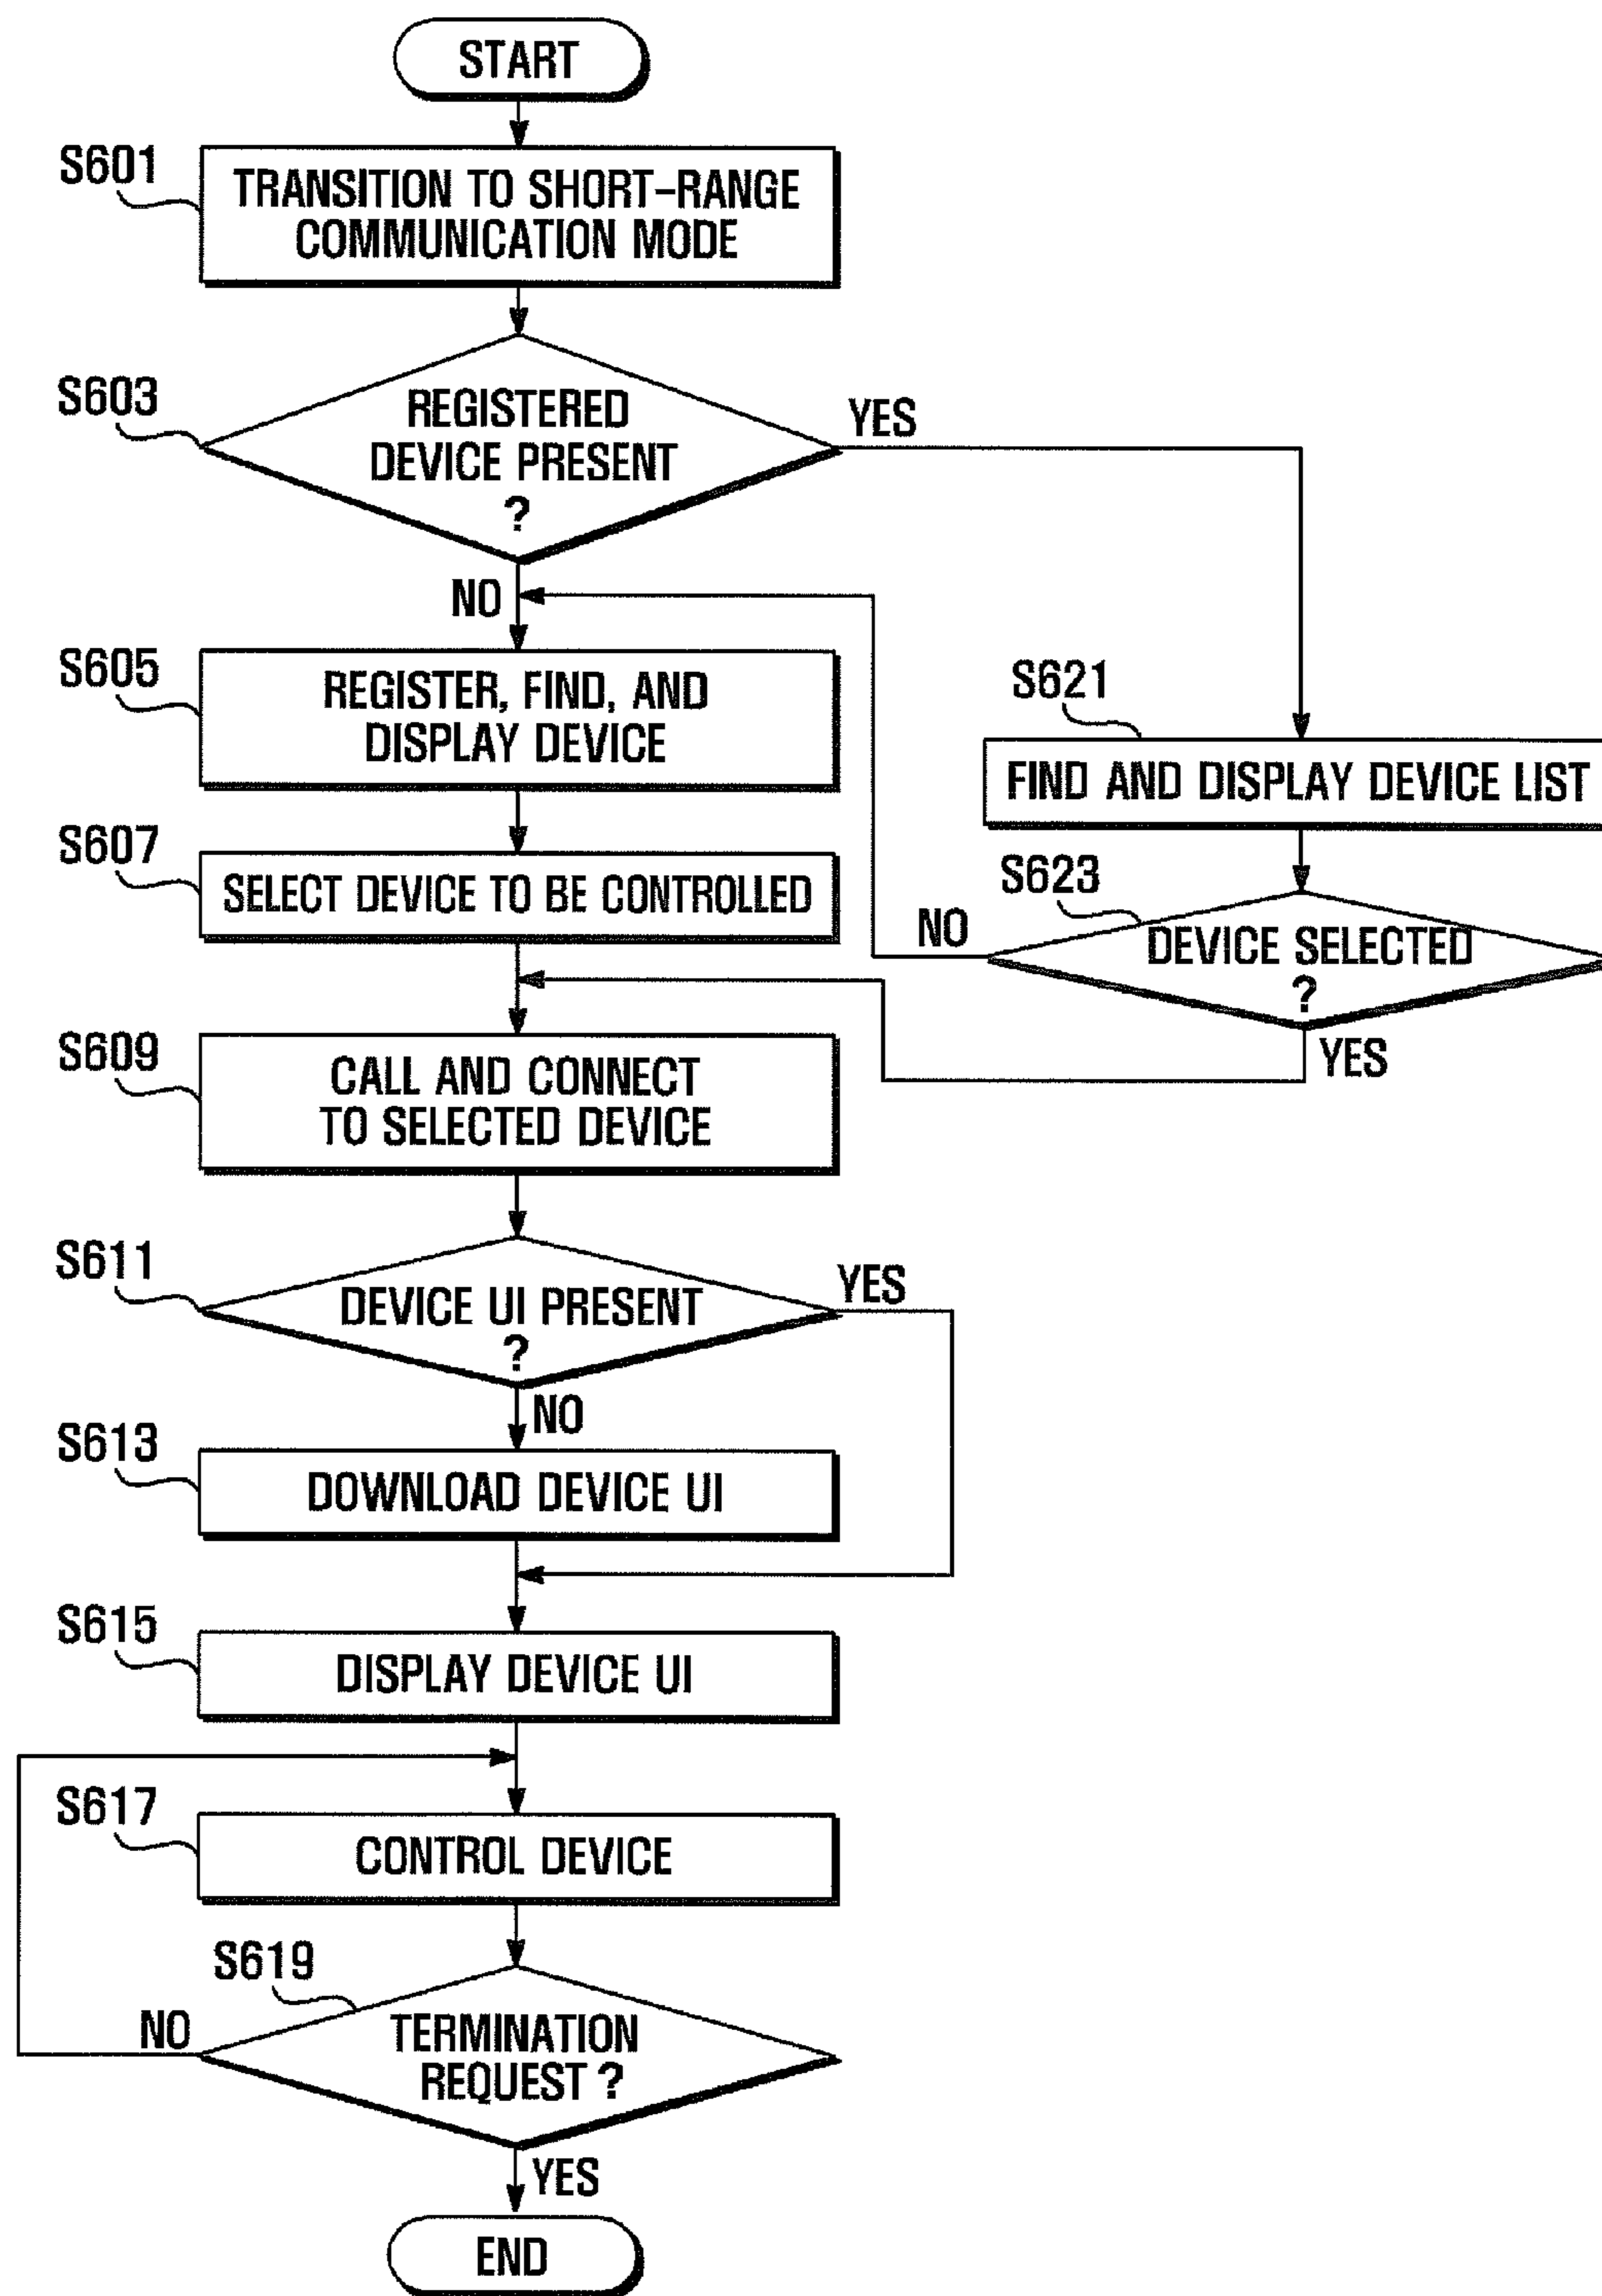 START
S601
TRANSITION TO SHORT-RANGE
COMMUNICATION MODE
S603
REGISTERED
DEVICE PRESENT
?
YES
NO
S605
REGISTER, FIND, AND
DISPLAY DEVICE
S621
FIND AND DISPLAY DEVICE LIST
S607
SELECT DEVICE TO BE CONTROLLED
S623
DEVICE SELECTED
?
NO
YES
S609
CALL AND CONNECT
TO SELECTED DEVICE
S611
DEVICE UI PRESENT
?
YES
NO
S613
DOWNLOAD DEVICE UI
S615
DISPLAY DEVICE UI
S617
CONTROL DEVICE
S619
TERMINATION
REQUEST ?
NO
YES
END